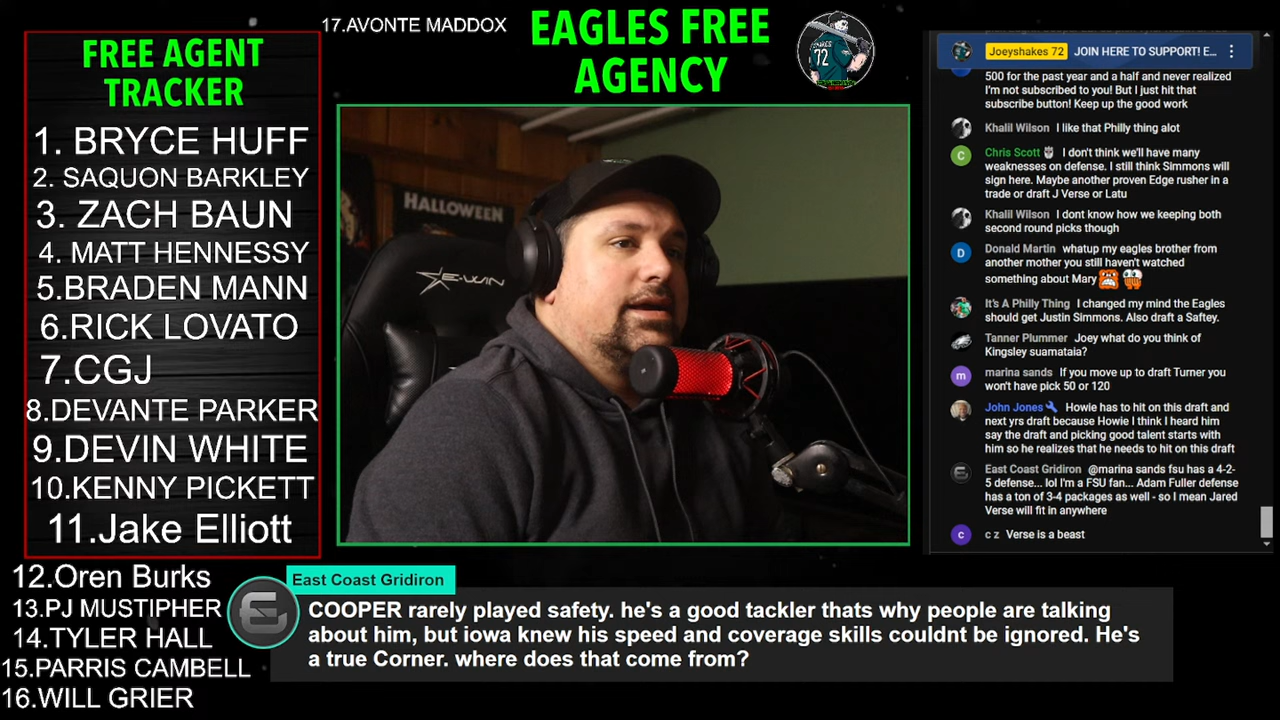 17.AVONTE MADDOX
EAGLES FREE
AGENCY
FREE AGENT
TRACKER
1. BRYCE HUFF
2. SAQUON BARKLEY
3. ZACH BAUN
4. MATT HENNESSY
5.BRADEN MANN
6.RICK LOVATO
7.CGJ
8.DEVANTE PARKER
9.DEVIN WHITE
10.KENNY PICKETT
11.Jake Elliott
12.Oren Burks
13.PJ MUSTIPHER
14.TYLER HALL
15.PARRIS CAMBELL
16.WILL GRIER
72
HALLOWEEN
E-WIN
Joeyshakes 72 JOIN HERE TO SUPPORT! E...
500 for the past year and a half and never realized
I'm not subscribed to you! But I just hit that
subscribe button! Keep up the good work
Khalil Wilson I like that Philly thing alot
C Chris Scott I don't think we'll have many
weaknesses on defense. I still think Simmons will
sign here. Maybe another proven Edge rusher in a
trade or draft J Verse or Latu
Khalil Wilson I dont know how we keeping both
second round picks though
D Donald Martin whatup my eagles brother from
another mother you still haven't watched
something about Mary
It's A Philly Thing I changed my mind the Eagles
should get Justin Simmons. Also draft a Saftey.
Tanner Plummer Joey what do you think of
Kingsley suamataia?
m marina sands If you move up to draft Turner you
won't have pick 50 or 120
John Jones Howie has to hit on this draft and
next yrs draft because Howie I think I heard him
say the draft and picking good talent starts with
him so he realizes that he needs to hit on this draft
East Coast Gridiron @marina sands fsu has a 4-2-
5 defense... lol I'm a FSU fan... Adam Fuller defense
has a ton of 3-4 packages as well - so I mean Jared
Verse will fit in anywhere
c c z Verse is a beast
East Coast Gridiron
COOPER rarely played safety. he's a good tackler thats why people are talking
about him, but iowa knew his speed and coverage skills couldnt be ignored. He's
a true Corner. where does that come from?